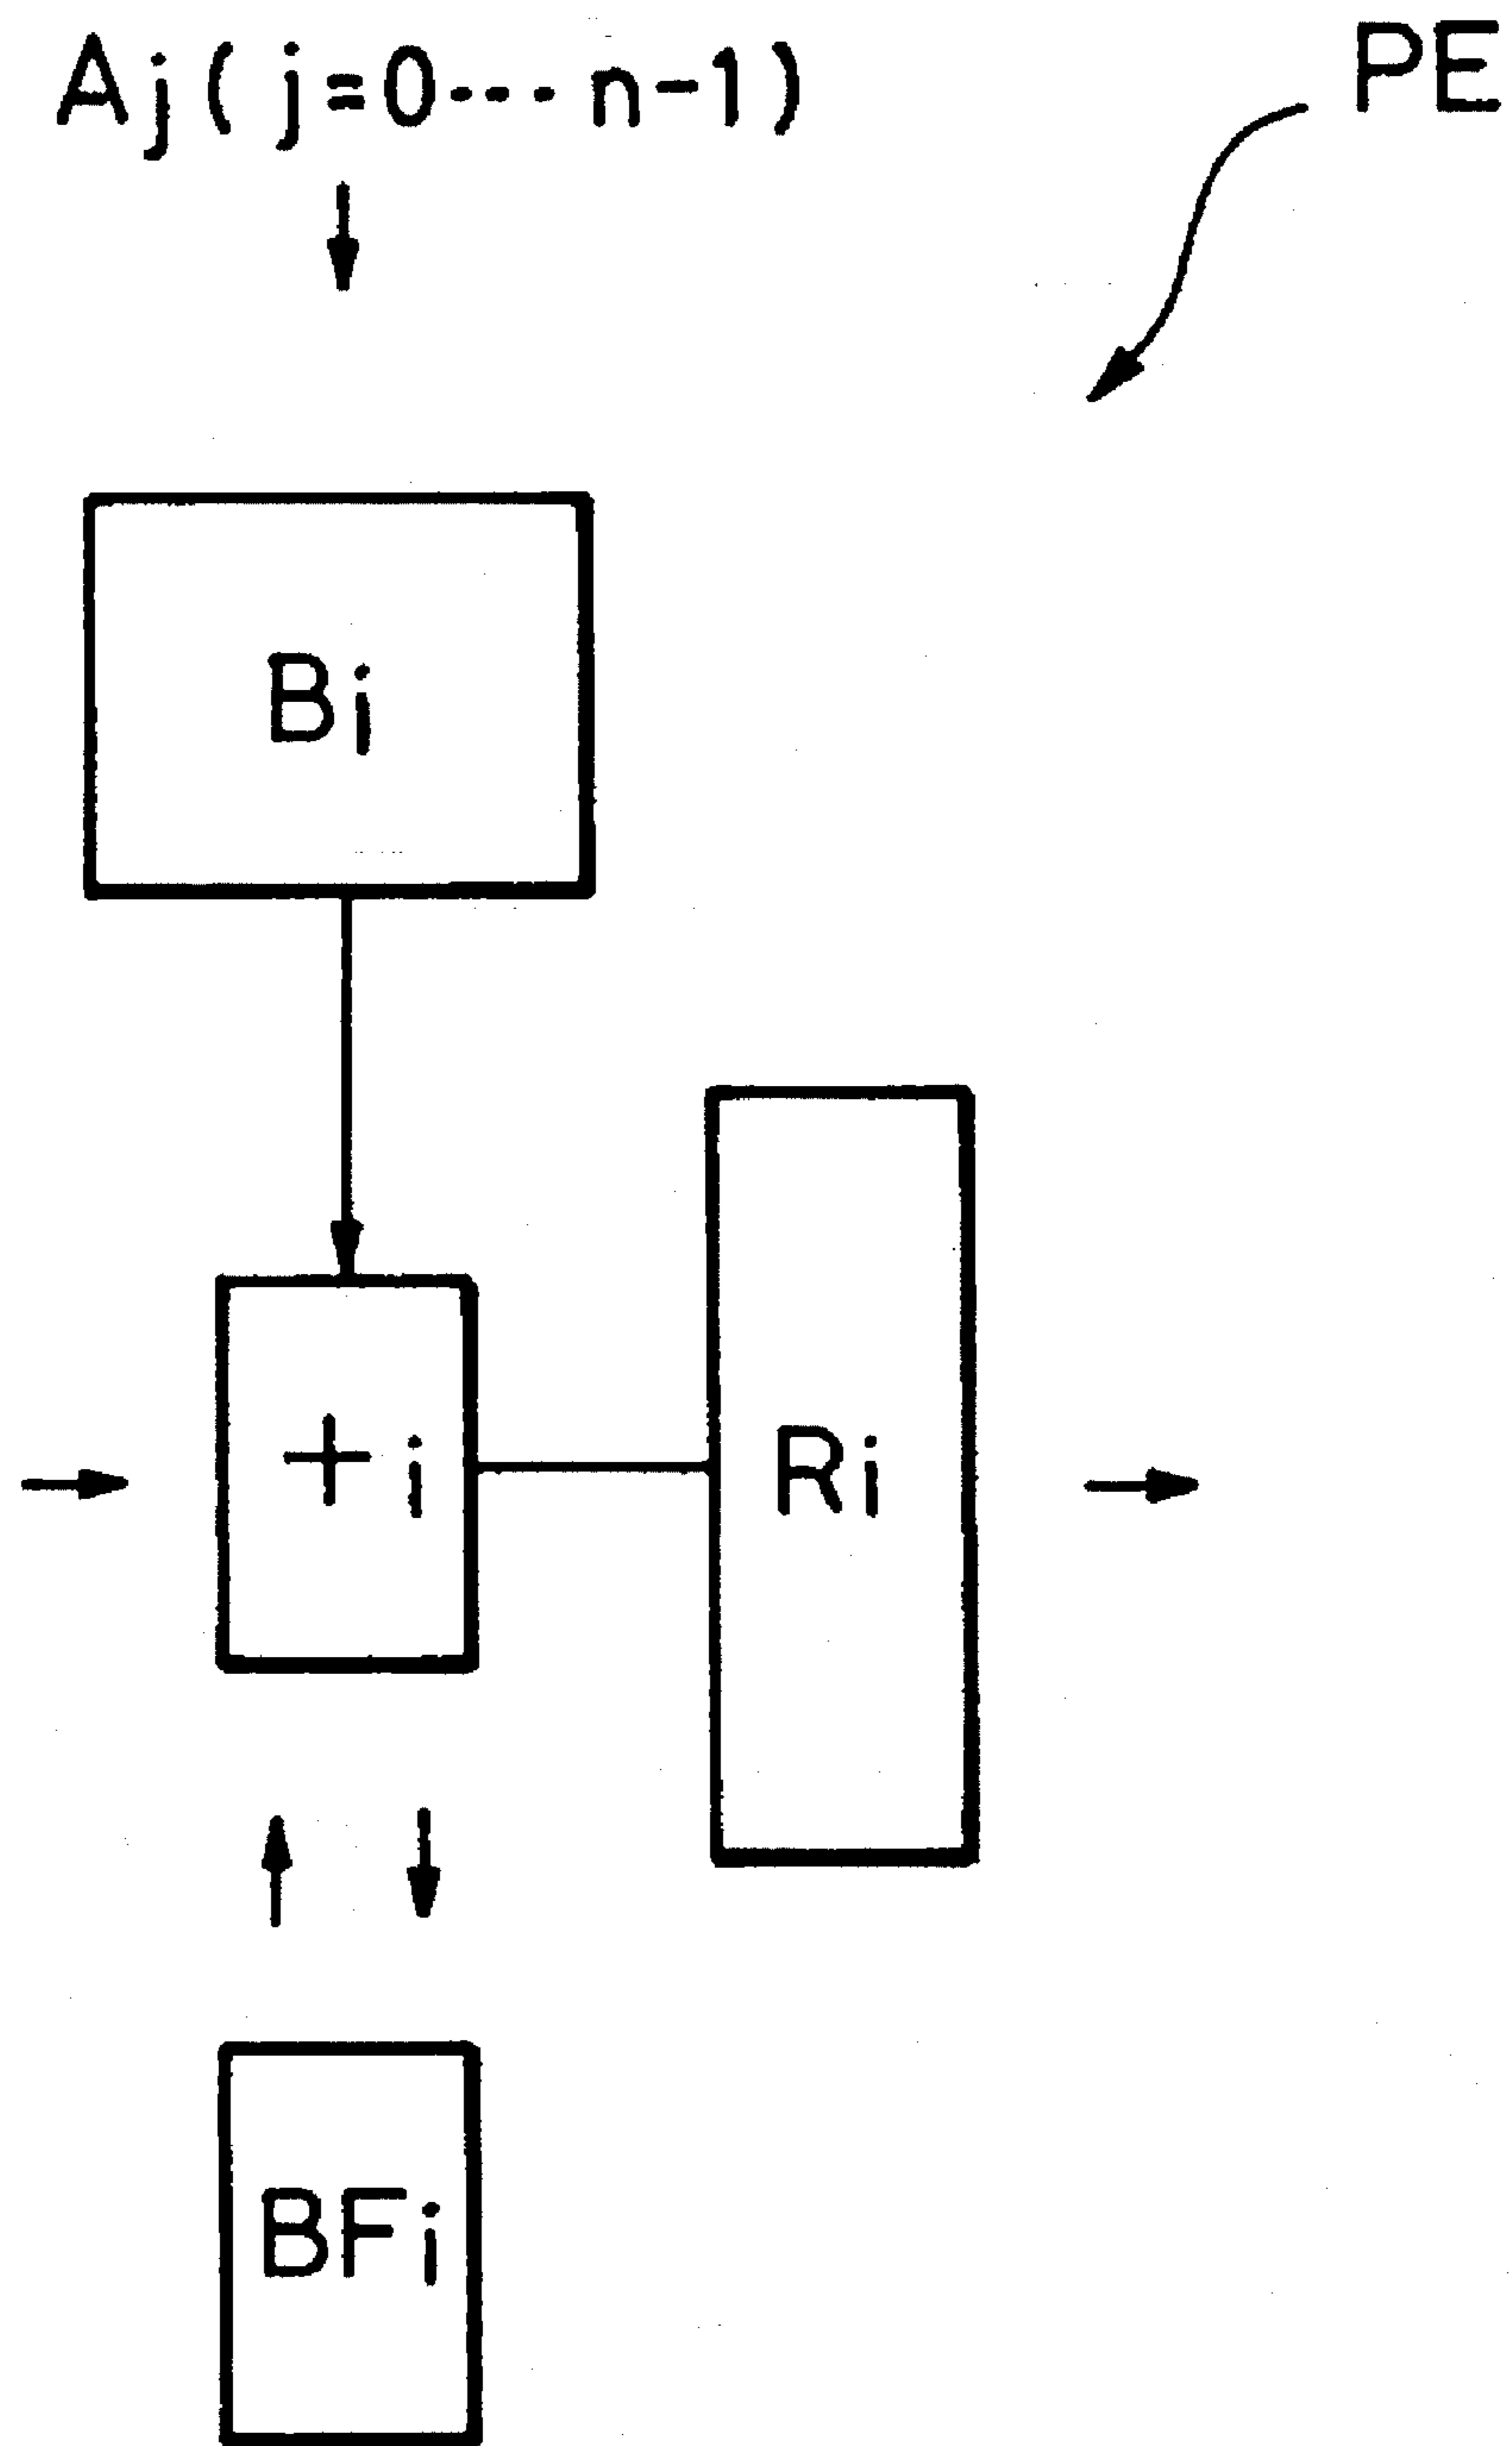 Aj(j=0---n-1)
PE
Bi
+i
Ri
BFi